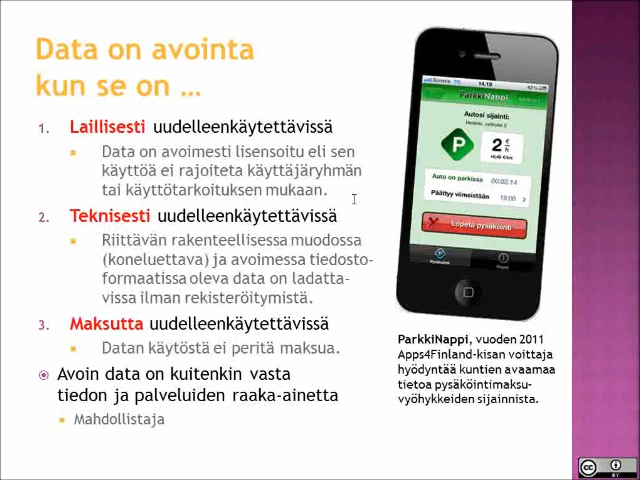 Data on avointa
kun se on …
1. Laillisesti uudelleenkäytettävissä
Data on avoimesti lisensoitu eli sen
käyttöä ei rajoiteta käyttäjäryhmän
tai käyttötarkoituksen mukaan.
2. Teknisesti uudelleenkäytettävissä
Riittävän rakenteellisessa muodossa
(koneluettava) ja avoimessa tiedosto-
formaatissa oleva data on ladatta-
vissa ilman rekisteröitymistä.
3. Maksutta uudelleenkäytettävissä
Datan käytöstä ei peritä maksua.
Avoin data on kuitenkin vasta
tiedon ja palveluiden raaka-ainetta
Mahdollistaja
14.18
ParkkiNappi
Autosi sijainti:
P
2 €
h
Auto on parkissa 00:02:14
Päättyy viimeistään 19:00
Lopeta pysäköinti
ParkkiNappi, vuoden 2011
Apps4Finland-kisan voittaja
hyödyntää kuntien avaamaa
tietoa pysäköintimaksu-
vyöhykkeiden sijainnista.
cc
BY